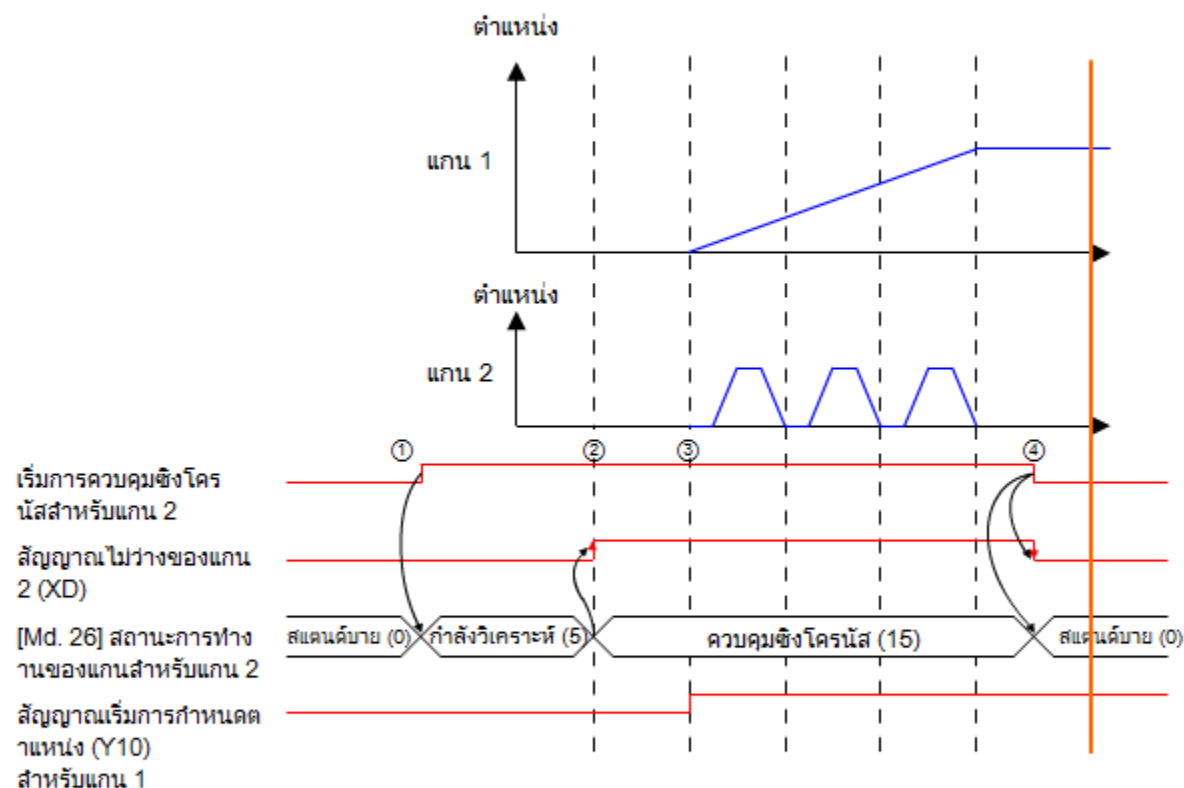 ตำแหน่ง
แกน 1
ตำแหน่ง
แกน 2
① ② ③ ④
เริ่มการควบคุมซิงโคร
นัสสำหรับแกน 2
สัญญาณไม่ว่างของแกน
2 (XD)
[Md. 26] สถานะการทำง
านของแกนสำหรับแกน 2
สแตนด์บาย (0) กำลังวิเคราะห์ (5) ควบคุมซิงโครนัส (15) สแตนด์บาย (0)
สัญญาณเริ่มการกำหนดต
ำแหน่ง (Y10)
สำหรับแกน 1